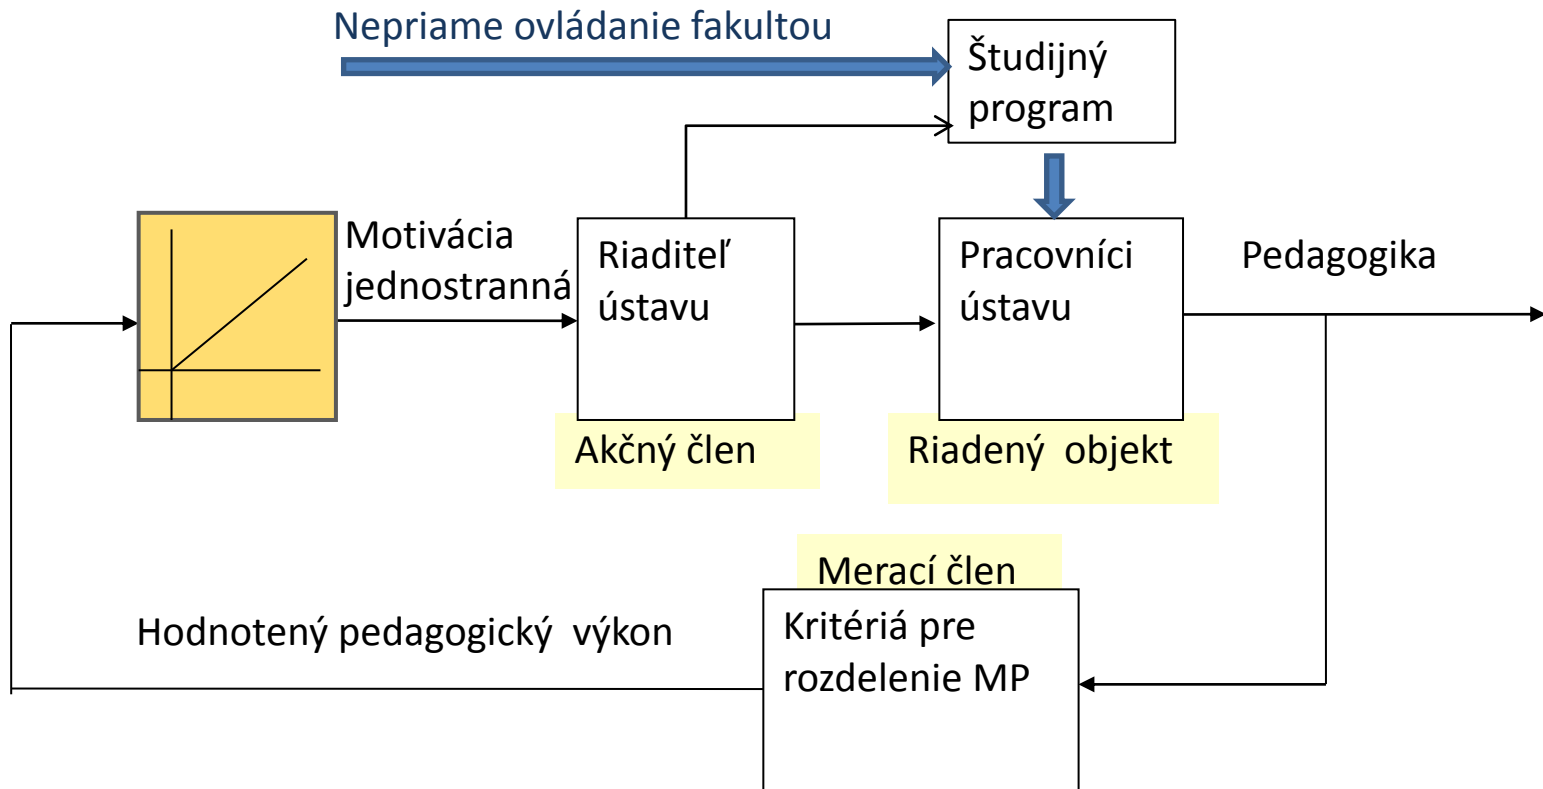 Nepriame ovládanie fakultou
Študijný
program
Motivácia
jednostranná
Riaditeľ
ústavu
Pracovníci
ústavu
Pedagogika
Akčný člen
Riadený objekt
Merací člen
Hodnotený pedagogický výkon
Kritériá pre
rozdelenie MP